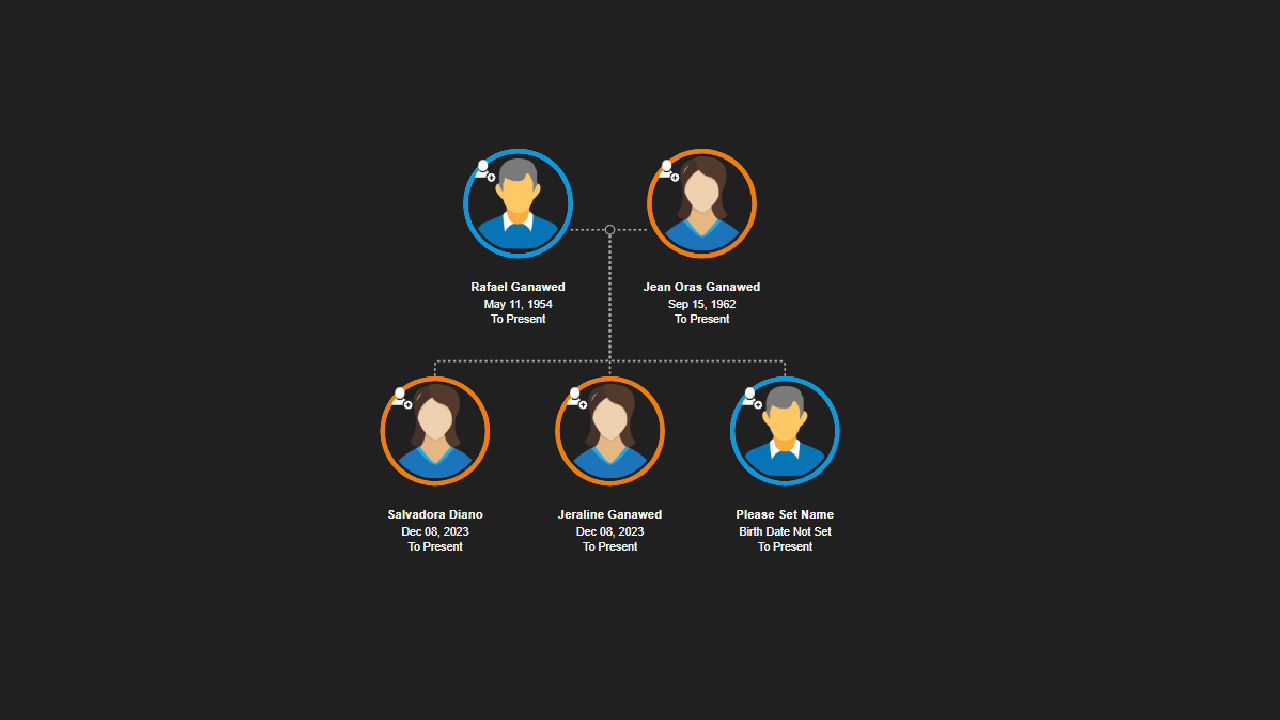 Rafael Ganawed
May 11, 1954
To Present
Jean Oras Ganawed
Sep 15, 1962
To Present
Salvadora Diano
Dec 08, 2023
To Present
Jeraline Ganawed
Dec 08, 2023
To Present
Please Set Name
Birth Date Not Set
To Present